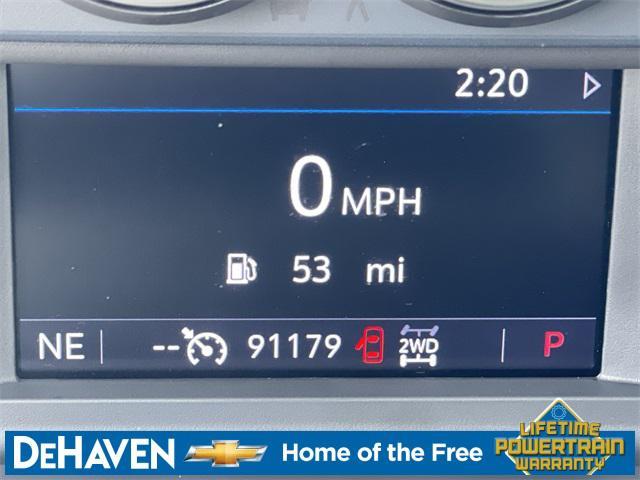 2:20
0 MPH
53 mi
NE -- 91179 2WD P
DEHAVEN Home of the Free
LIFETIME
POWERTRAIN
WARRANTY